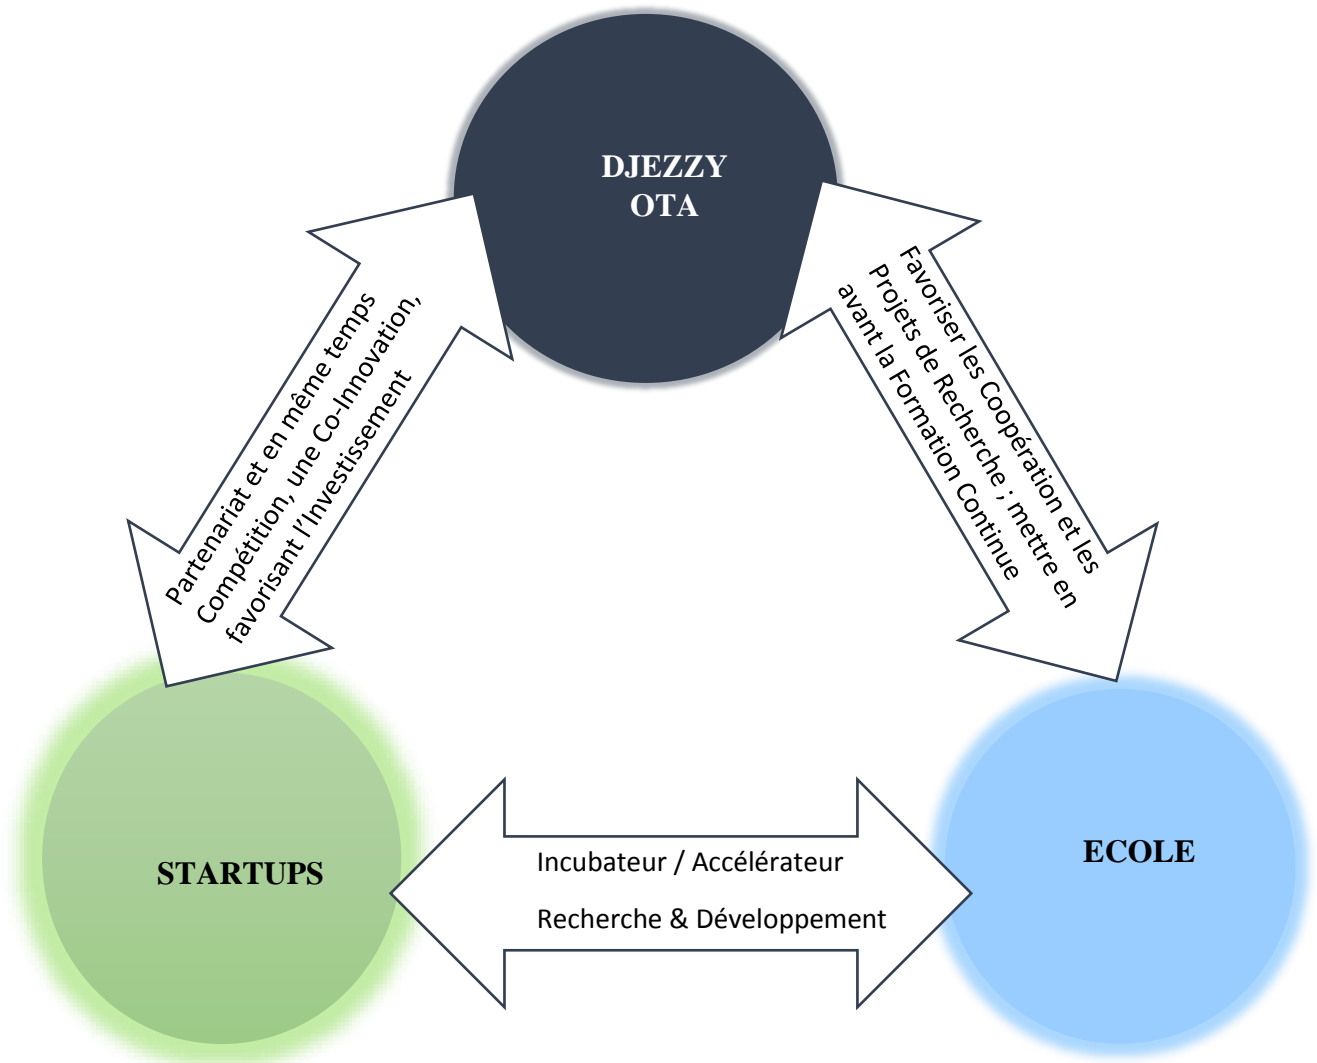 DJEZZY
OTA
Partenariat et en même temps
Compétition, une Co-Innovation,
favorisant l'Investissement
Favoriser les Coopération et les
Projets de Recherche ; mettre en
avant la Formation Continue
STARTUPS
Incubateur / Accélérateur
Recherche & Développement
ECOLE